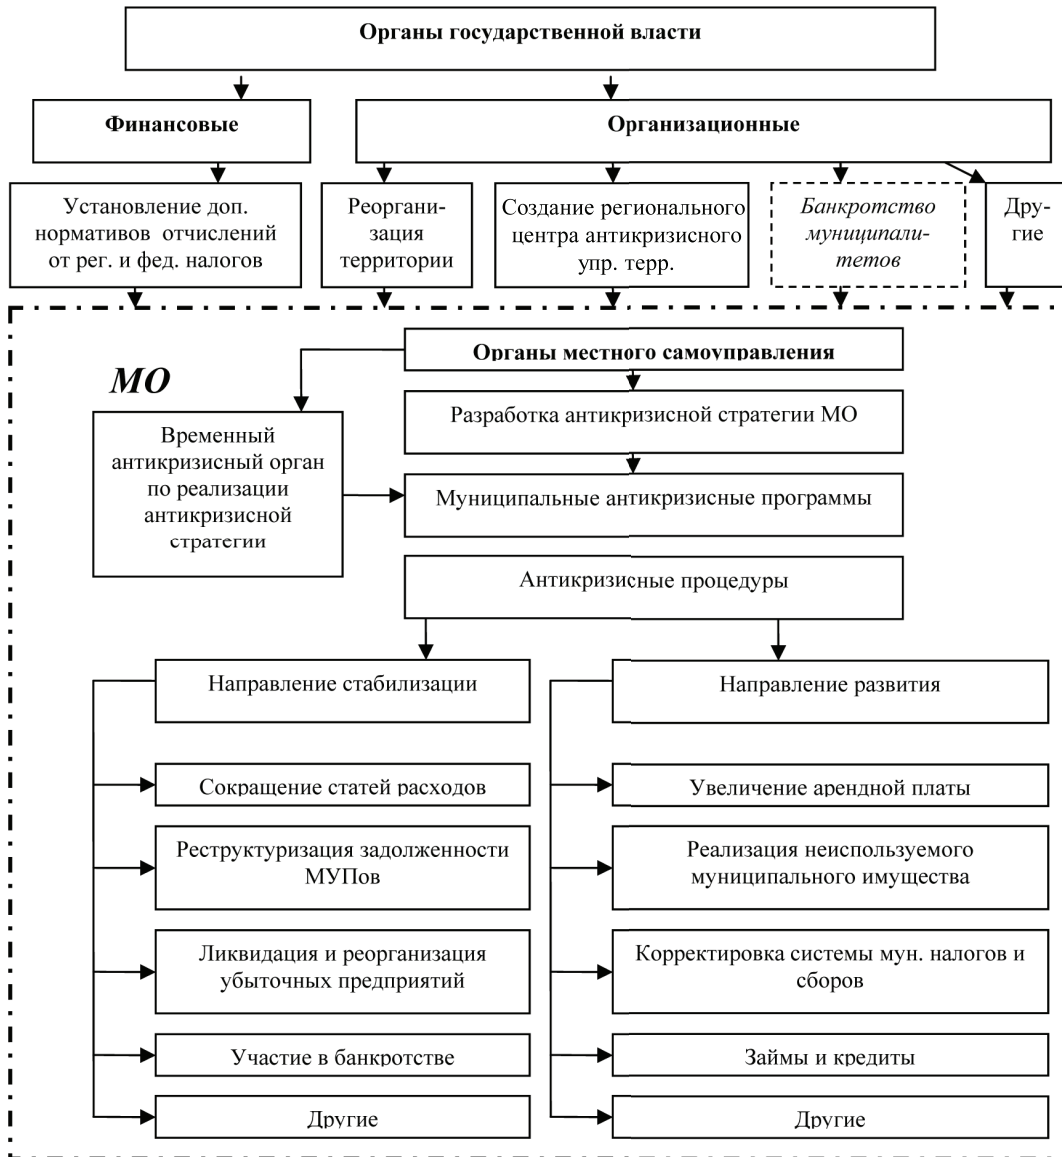 Органы государственной власти
Финансовые
Организационные
Установление доп.
нормативов отчислений
от рег. и фед. налогов
Реоргани-
зация
территории
Создание регионального
центра антикризисного
упр. терр.
Банкротство
муниципали-
тетов
Дру-
гие
Органы местного самоуправления
МО
Разработка антикризисной стратегии МО
Временный
антикризисный орган
по реализации
антикризисной
стратегии
Муниципальные антикризисные программы
Антикризисные процедуры
Направление стабилизации
Направление развития
Сокращение статей расходов
Увеличение арендной платы
Реструктуризация задолженности
МУПов
Реализация неиспользуемого
муниципального имущества
Ликвидация и реорганизация
убыточных предприятий
Корректировка системы мун. налогов и
сборов
Участие в банкротстве
Займы и кредиты
Другие
Другие